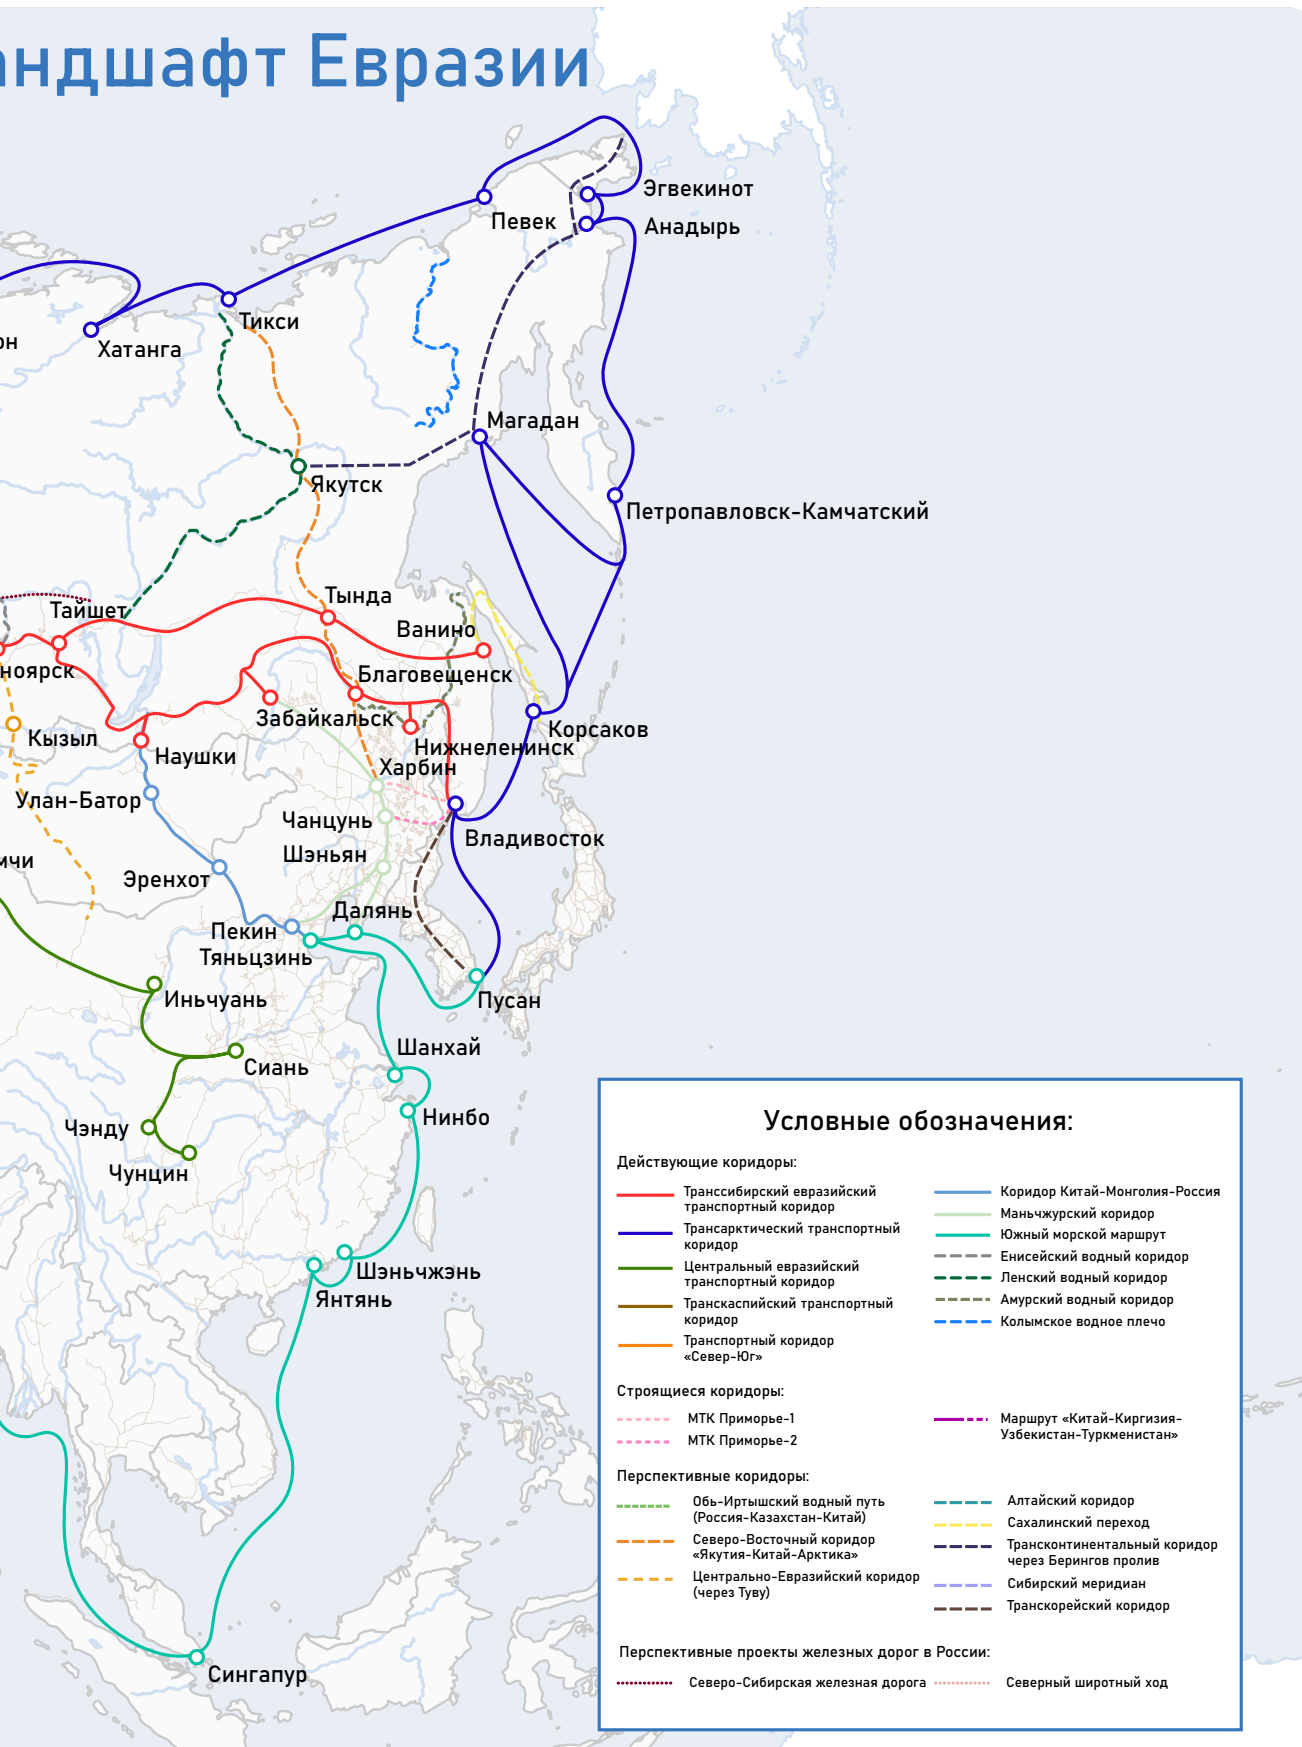 андшафт Евразии
Эгвекинот
Певек
Анадырь
Тикси
он
Хатанга
Магадан
Якутск
Петропавловск-Камчатский
Тында
Тайшет
Ванино
ноярск
Благовещенск
Забайкальск
Корсаков
Кызыл
Нижнеленинск
Наушки
Харбин
Улан-Батор
Чанцунь
Владивосток
Шэньян
мчи
Эренхот
Далянь
Пекин
Тяньцзинь
Иньчуань
Пусан
Шанхай
Сиань
Нинбо
Чэнду
Чунцин
Шэньчжэнь
Янтянь
Сингапур
Условные обозначения:
Действующие коридоры:
Транссибирский евразийский
транспортный коридор
Трансарктический транспортный
коридор
Центральный евразийский
транспортный коридор
Транскаспийский транспортный
коридор
Транспортный коридор
«Север-Юг»
Коридор Китай-Монголия-Россия
Маньчжурский коридор
Южный морской маршрут
Енисейский водный коридор
Ленский водный коридор
Амурский водный коридор
Колымское водное плечо
Строящиеся коридоры:
МТК Приморье-1
МТК Приморье-2
Маршрут «Китай-Киргизия-
Узбекистан-Туркменистан»
Перспективные коридоры:
Обь-Иртышский водный путь
(Россия-Казахстан-Китай)
Северо-Восточный коридор
«Якутия-Китай-Арктика»
Центрально-Евразийский коридор
(через Туву)
Алтайский коридор
Сахалинский переход
Трансконтинентальный коридор
через Берингов пролив
Сибирский меридиан
Транскорейский коридор
Перспективные проекты железных дорог в России:
Северо-Сибирская железная дорога
Северный широтный ход